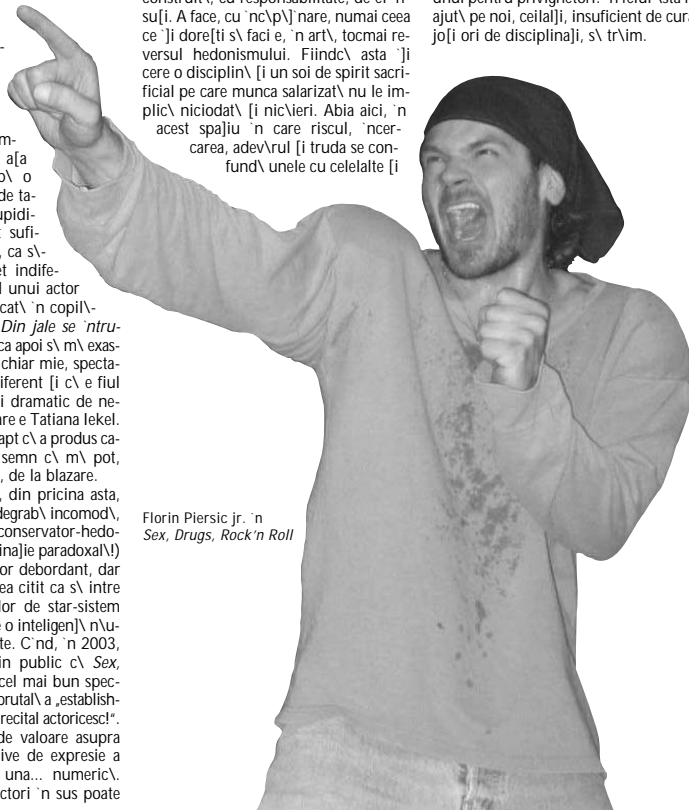 -
m-
a[a
o
de ta-
upidi-
sufi-
, ca s\-
et indife-
unui actor
cat\ `n copil\-
Din jale se `ntru-
ca apoi s\ m\ exas-
chiar mie, specta-
iferent [i c\ e fiul
i dramatic de ne-
are e Tatiana Iekel.
apt c\ a produs ca-
semn c\ m\ pot,
, de la blazare.
, din pricina asta,
degrab\ incomod\,
conservator-hedo-
ina]ie paradoxal\!)
or debordant, dar
ea citit ca s\ intre
lor de star-sistem
e o inteligen]\ n\u-
te. C`nd, `n 2003,
in public c\ Sex,
cel mai bun spec-
brutal\ a „establish-
recital actoricesc!“.
de valoare asupra
ive de expresie a
una... numeric\.
ctori `n sus poate
construit\, cu responsabilitate, de el `n-
su[i. A face, cu `nc\p\]`nare, numai ceea
ce `]i dore[ti s\ faci e, `n art\, tocmai re-
versul hedonismului. Fiindc\ asta `]i
cere o disciplin\ [i un soi de spirit sacri-
ficial pe care munca salarizat\ nu le im-
plic\ niciodat\ [i nic\ieri. Abia aici, `n
acest spa]iu `n care riscul, `ncer-
carea, adev\rul [i truda se con-
fund\ unele cu celelalte [i
unui pentru privighetori. `n felul \sta
ajut\ pe noi, ceilal]i, insuficient de cura
jo[i ori de disciplina]i, s\ tr\im.
Florin Piersic jr. `n
Sex, Drugs, Rock’n Roll